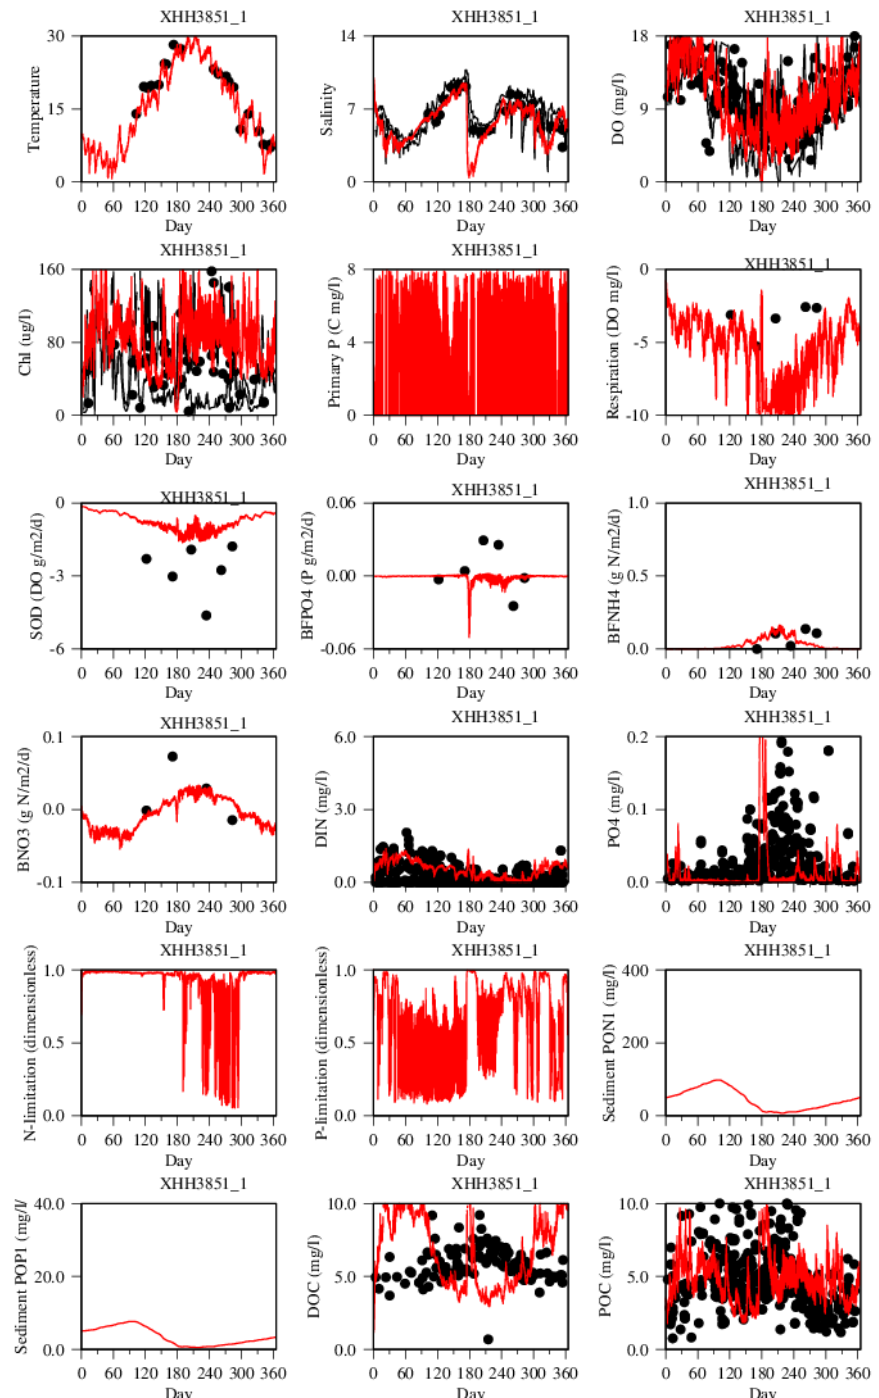 XHH3851_1 XHH3851_1 XHH3851_1
30 14 18
15 7 9
0 0 0
Temperature Salinity DO (mg/l)
0 60 120 180 240 300 360 0 60 120 180 240 300 360 0 60 120 180 240 300 360
Day Day Day
XHH3851_1 XHH3851_1 XHH3851_1
160 8 0
80 4 -5
0 0 -10
Chl (ug/l) Primary P (C mg/l) Respiration (DO mg/l)
0 60 120 180 240 300 360 0 60 120 180 240 300 360 0 60 120 180 240 300 360
Day Day Day
XHH3851_1 XHH3851_1 XHH3851_1
0 0.06 1.0
-3 0.00 0.5
-6 -0.06 0.0
SOD (DO g/m2/d) BFPO4 (P g/m2/d) BFNH4 (g N/m2/d)
0 60 120 180 240 300 360 0 60 120 180 240 300 360 0 60 120 180 240 300 360
Day Day Day
XHH3851_1 XHH3851_1 XHH3851_1
0.1 6.0 0.2
0.0 3.0 0.1
-0.1 0.0 0.0
BNO3 (g N/m2/d) DIN (mg/l) PO4 (mg/l)
0 60 120 180 240 300 360 0 60 120 180 240 300 360 0 60 120 180 240 300 360
Day Day Day
XHH3851_1 XHH3851_1 XHH3851_1
1.0 1.0 400
0.5 0.5 200
0.0 0.0 0
N-limitation (dimensionless) P-limitation (dimensionless) Sediment PON1 (mg/l)
0 60 120 180 240 300 360 0 60 120 180 240 300 360 0 60 120 180 240 300 360
Day Day Day
XHH3851_1 XHH3851_1 XHH3851_1
40.0 10.0 10.0
20.0 5.0 5.0
0.0 0.0 0.0
Sediment POP1 (mg/l/ DOC (mg/l) POC (mg/l)
0 60 120 180 240 300 360 0 60 120 180 240 300 360 0 60 120 180 240 300 360
Day Day Day